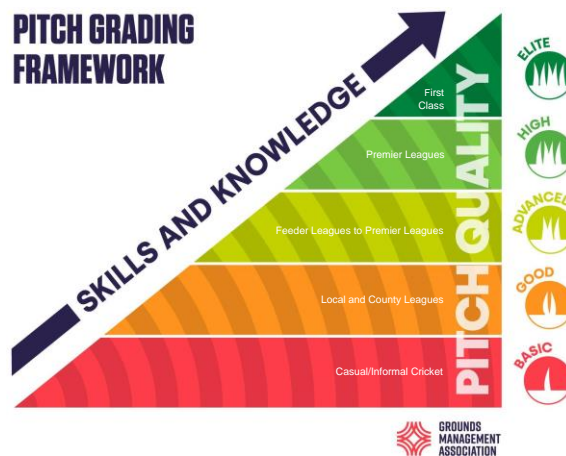 PITCH GRADING
FRAMEWORK
SKILLS AND KNOWLEDGE
PITCH QUALITY
First
Class
ELITE
Premier Leagues
HIGH
Feeder Leagues to Premier Leagues
ADVANCED
Local and County Leagues
GOOD
Casual/Informal Cricket
BASIC
GROUNDS
MANAGEMENT
ASSOCIATION